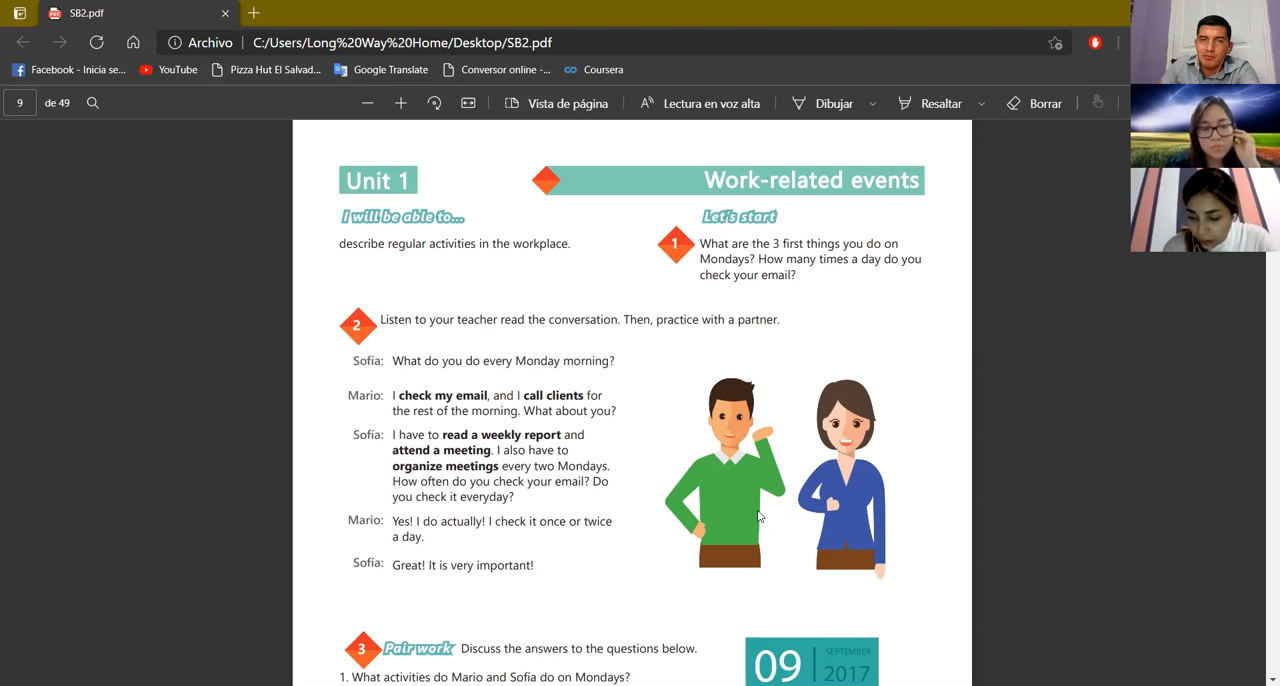 SB2.pdf
Archivo
C:/Users/Long%20Way%20Home/Desktop/SB2.pdf
Facebook - Inicia se...
YouTube
Pizza Hut El Salvad...
Google Translate
Conversor online -...
Coursera
9
de 49
Vista de página
Lectura en voz alta
Dibujar
Resaltar
Borrar
Unit 1
Work-related events
I will be able to...
Let's start
describe regular activities in the workplace.
1
What are the 3 first things you do on
Mondays? How many times a day do you
check your email?
2
Listen to your teacher read the conversation. Then, practice with a partner.
Sofía: What do you do every Monday morning?
Mario: I check my email, and I call clients for
the rest of the morning. What about you?
Sofía: I have to read a weekly report and
attend a meeting. I also have to
organize meetings every two Mondays.
How often do you check your email? Do
you check it everyday?
Mario: Yes! I do actually! I check it once or twice
a day.
Sofía: Great! It is very important!
3
Pair work Discuss the answers to the questions below.
1. What activities do Mario and Sofía do on Mondays?
09
SEPTEMBER
2017